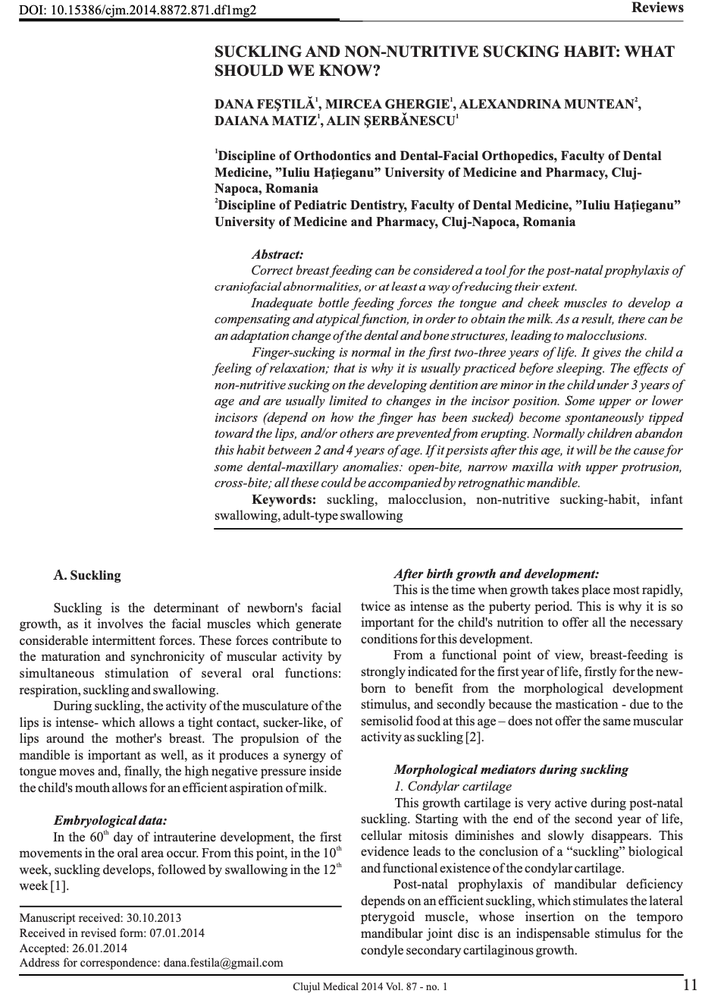 DOI: 10.15386/cjm.2014.8872.871.df1mg2
Reviews
SUCKLING AND NON-NUTRITIVE SUCKING HABIT: WHAT
SHOULD WE KNOW?
DANA FEŞTILĂ¹, MIRCEA GHERGIE¹, ALEXANDRINA MUNTEAN²,
DAIANA MATIZ¹, ALIN ŞERBǍNESCU¹
¹Discipline of Orthodontics and Dental-Facial Orthopedics, Faculty of Dental
Medicine, ”Iuliu Haţieganu” University of Medicine and Pharmacy, Cluj-
Napoca, Romania
²Discipline of Pediatric Dentistry, Faculty of Dental Medicine, ”Iuliu Haţieganu”
University of Medicine and Pharmacy, Cluj-Napoca, Romania
Abstract:
Correct breast feeding can be considered a tool for the post-natal prophylaxis of
craniofacial abnormalities, or at least a way of reducing their extent.
Inadequate bottle feeding forces the tongue and cheek muscles to develop a
compensating and atypical function, in order to obtain the milk. As a result, there can be
an adaptation change of the dental and bone structures, leading to malocclusions.
Finger-sucking is normal in the first two-three years of life. It gives the child a
feeling of relaxation; that is why it is usually practiced before sleeping. The effects of
non-nutritive sucking on the developing dentition are minor in the child under 3 years of
age and are usually limited to changes in the incisor position. Some upper or lower
incisors (depend on how the finger has been sucked) become spontaneously tipped
toward the lips, and/or others are prevented from erupting. Normally children abandon
this habit between 2 and 4 years of age. If it persists after this age, it will be the cause for
some dental-maxillary anomalies: open-bite, narrow maxilla with upper protrusion,
cross-bite; all these could be accompanied by retrognathic mandible.
Keywords: suckling, malocclusion, non-nutritive sucking-habit, infant
swallowing, adult-type swallowing
A. Suckling
Suckling is the determinant of newborn's facial
growth, as it involves the facial muscles which generate
considerable intermittent forces. These forces contribute to
the maturation and synchronicity of muscular activity by
simultaneous stimulation of several oral functions:
respiration, suckling and swallowing.
During suckling, the activity of the musculature of the
lips is intense- which allows a tight contact, sucker-like, of
lips around the mother's breast. The propulsion of the
mandible is important as well, as it produces a synergy of
tongue moves and, finally, the high negative pressure inside
the child's mouth allows for an efficient aspiration of milk.
Embryological data:
In the 60th day of intrauterine development, the first
movements in the oral area occur. From this point, in the 10th
week, suckling develops, followed by swallowing in the 12th
week [1].
Manuscript received: 30.10.2013
Received in revised form: 07.01.2014
Accepted: 26.01.2014
Address for correspondence: dana.festila@gmail.com
After birth growth and development:
This is the time when growth takes place most rapidly,
twice as intense as the puberty period. This is why it is so
important for the child's nutrition to offer all the necessary
conditions for this development.
From a functional point of view, breast-feeding is
strongly indicated for the first year of life, firstly for the new-
born to benefit from the morphological development
stimulus, and secondly because the mastication - due to the
semisolid food at this age – does not offer the same muscular
activity as suckling [2].
Morphological mediators during suckling
1. Condylar cartilage
This growth cartilage is very active during post-natal
suckling. Starting with the end of the second year of life,
cellular mitosis diminishes and slowly disappears. This
evidence leads to the conclusion of a “suckling” biological
and functional existence of the condylar cartilage.
Post-natal prophylaxis of mandibular deficiency
depends on an efficient suckling, which stimulates the lateral
pterygoid muscle, whose insertion on the temporo
mandibular joint disc is an indispensable stimulus for the
condyle secondary cartilaginous growth.
Clujul Medical 2014 Vol. 87 - no. 1
11